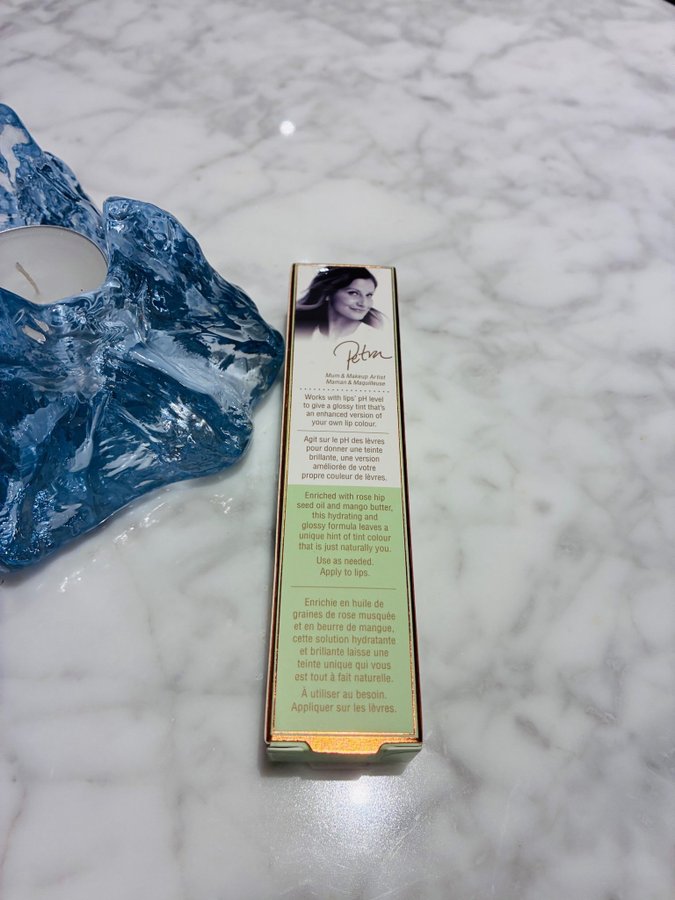 Petra
Mum & Makeup Artist
Maman & Maquilleuse
Works with lips' pH level
to give a glossy tint that's
an enhanced version of
your own lip colour.
Agit sur le pH des lèvres
pour donner une teinte
brillante, une version
améliorée de votre
propre couleur de lèvres.
Enriched with rose hip
seed oil and mango butter,
this hydrating and
glossy formula leaves a
unique hint of tint colour
that is just naturally you.
Use as needed.
Apply to lips.
Enrichie en huile de
graines de rose musquée
et en beurre de mangue,
cette solution hydratante
et brillante laisse une
teinte unique qui vous
est tout à fait naturelle.
À utiliser au besoin.
Appliquer sur les lèvres.